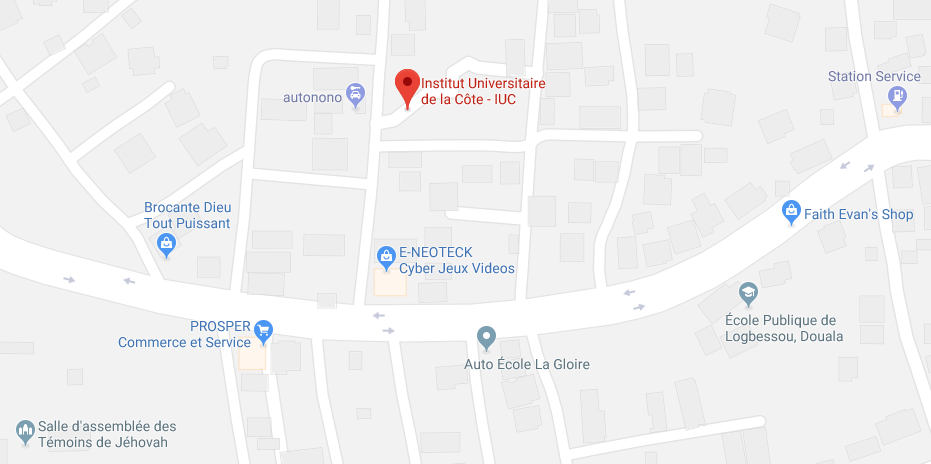 Station Service
Institut Universitaire
de la Côte - IUC
autonono
Brocante Dieu
Tout Puissant
Faith Evan's Shop
E-NEOTECK
Cyber Jeux Videos
PROSPER
Commerce et Service
École Publique de
Logbessou, Douala
Auto École La Gloire
Salle d'assemblée des
Témoins de Jéhovah